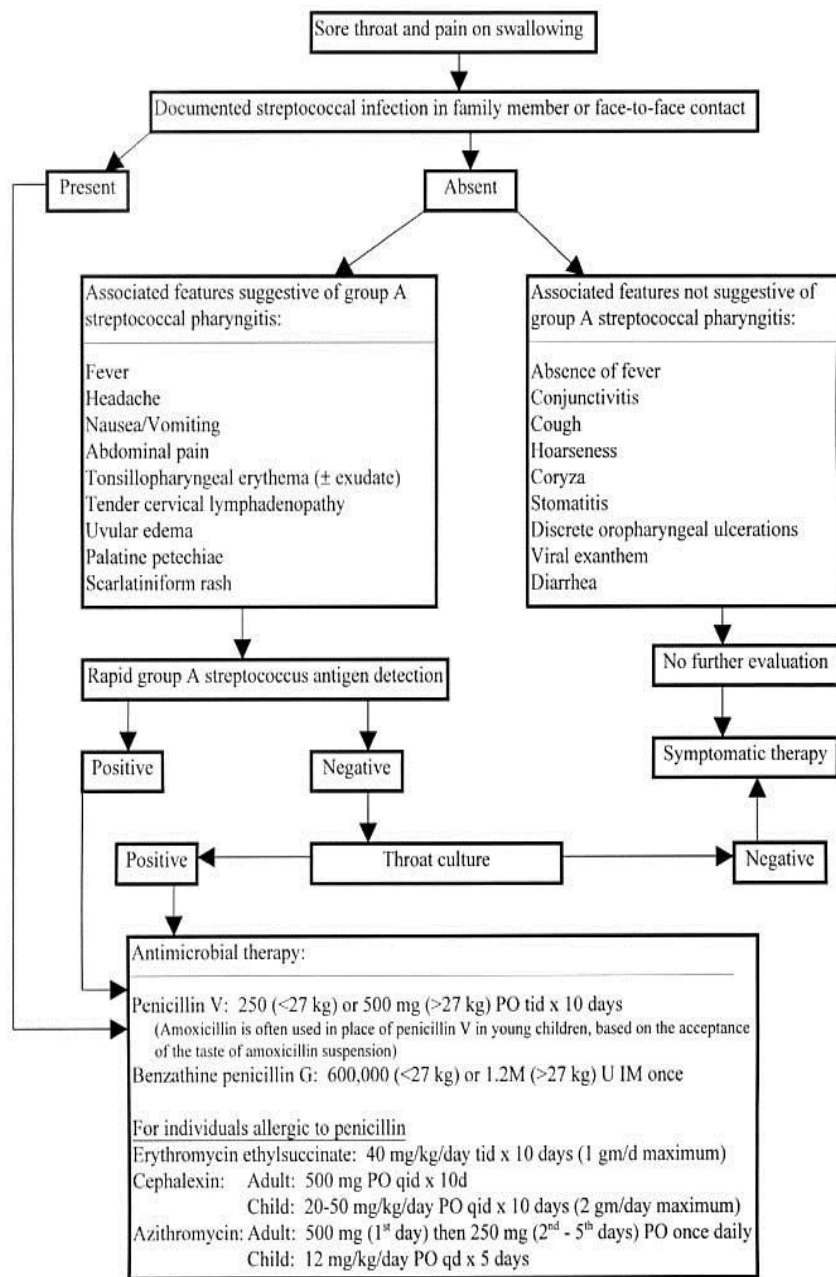 Sore throat and pain on swallowing
Documented streptococcal infection in family member or face-to-face contact
Present
Absent
Associated features suggestive of group A
streptococcal pharyngitis:
Fever
Headache
Nausea/Vomiting
Abdominal pain
Tonsillopharyngeal erythema (± exudate)
Tender cervical lymphadenopathy
Uvular edema
Palatine petechiae
Scarlatiniform rash
Associated features not suggestive of
group A streptococcal pharyngitis:
Absence of fever
Conjunctivitis
Cough
Hoarseness
Coryza
Stomatitis
Discrete oropharyngeal ulcerations
Viral exanthem
Diarrhea
Rapid group A streptococcus antigen detection
No further evaluation
Positive
Negative
Symptomatic therapy
Positive
Throat culture
Negative
Antimicrobial therapy:
Penicillin V: 250 (<27 kg) or 500 mg (>27 kg) PO tid x 10 days
(Amoxicillin is often used in place of penicillin V in young children, based on the acceptance
of the taste of amoxicillin suspension)
Benzathine penicillin G: 600,000 (<27 kg) or 1.2M (>27 kg) U IM once
For individuals allergic to penicillin
Erythromycin ethylsuccinate: 40 mg/kg/day tid x 10 days (1 gm/d maximum)
Cephalexin: Adult: 500 mg PO qid x 10d
Child: 20-50 mg/kg/day PO qid x 10 days (2 gm/day maximum)
Azithromycin: Adult: 500 mg (1st day) then 250 mg (2nd - 5th days) PO once daily
Child: 12 mg/kg/day PO qd x 5 days